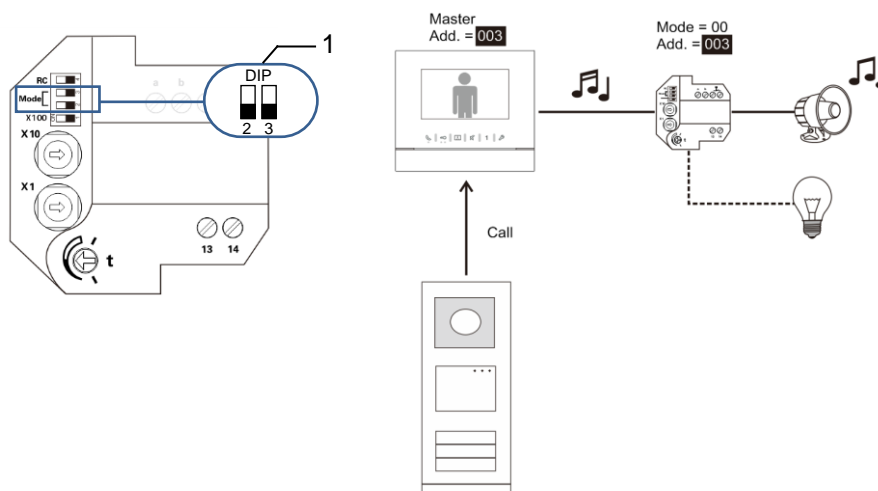 1
DIP
2 3
RC
Mode
X100
X10
X1
t
13 14
a b
Master
Add. = 003
Mode = 00
Add. = 003
Call